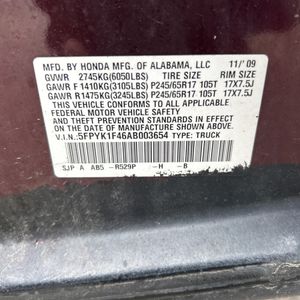 MFD. BY HONDA MFG. OF ALABAMA, LLC 11/'09
GVWR 2745KG(6050LBS) TIRE SIZE RIM SIZE
GAWR F 1410KG(3105LBS) P245/65R17 105T 17X7.5J
GAWR R1475KG(3245LBS) P245/65R17 105T 17X7.5J
THIS VEHICLE CONFORMS TO ALL APPLICABLE
FEDERAL MOTOR VEHICLE SAFETY
AND THEFT PREVENTION STANDARDS IN EFFECT
ON THE DATE OF MANUFACTURE SHOWN ABOVE.
V.I.N.:5FPYK1F46AB003654 TYPE: TRUCK
SJP A AB5 -R529P -H -B